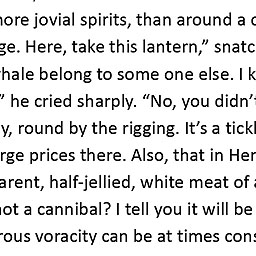 more jovial spirits, than around a
ge. Here, take this lantern,” snatc
whale belong to some one else. I k
” he cried sharply. “No, you didn’t
y, round by the rigging. It’s a tickl
rge prices there. Also, that in Her
arent, half-jellied, white meat of a
not a cannibal? I tell you it will be
rous voracity can be at times cons